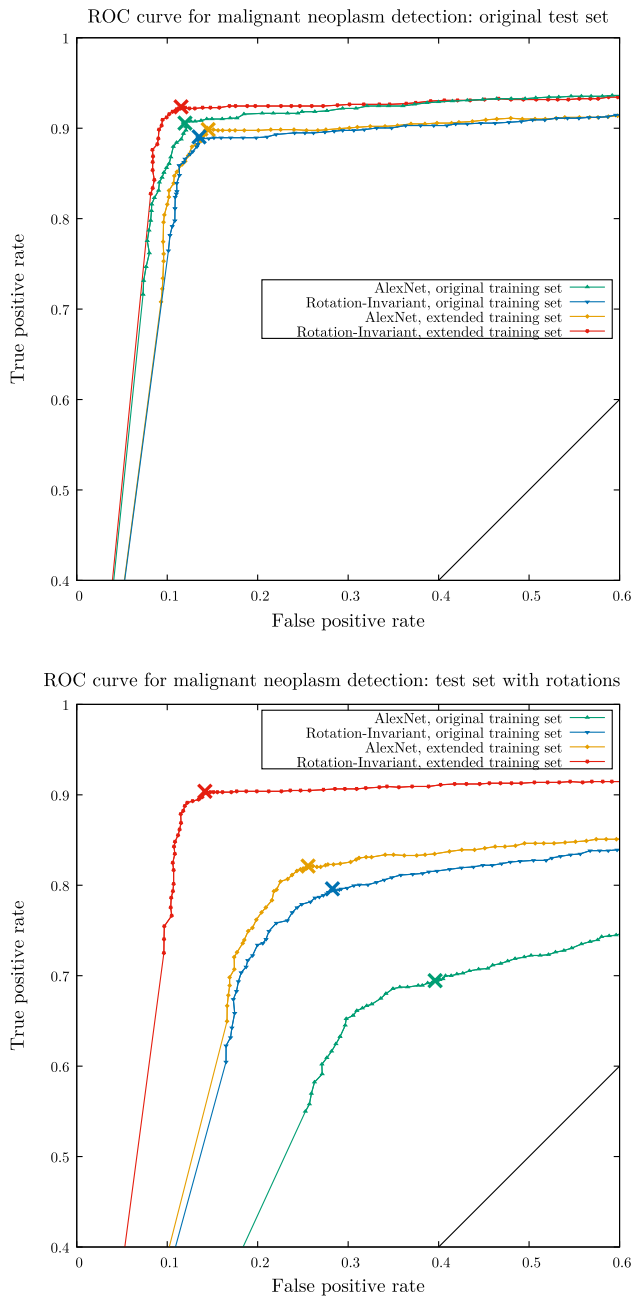 ROC curve for malignant neoplasm detection: original test set
1
0.9
0.8
0.7
0.6
0.5
0.4
True positive rate
AlexNet, original training set
Rotation-Invariant, original training set
AlexNet, extended training set
Rotation-Invariant, extended training set
0 0.1 0.2 0.3 0.4 0.5 0.6
False positive rate
ROC curve for malignant neoplasm detection: test set with rotations
1
0.9
0.8
0.7
0.6
0.5
0.4
True positive rate
AlexNet, original training set
Rotation-Invariant, original training set
AlexNet, extended training set
Rotation-Invariant, extended training set
0 0.1 0.2 0.3 0.4 0.5 0.6
False positive rate